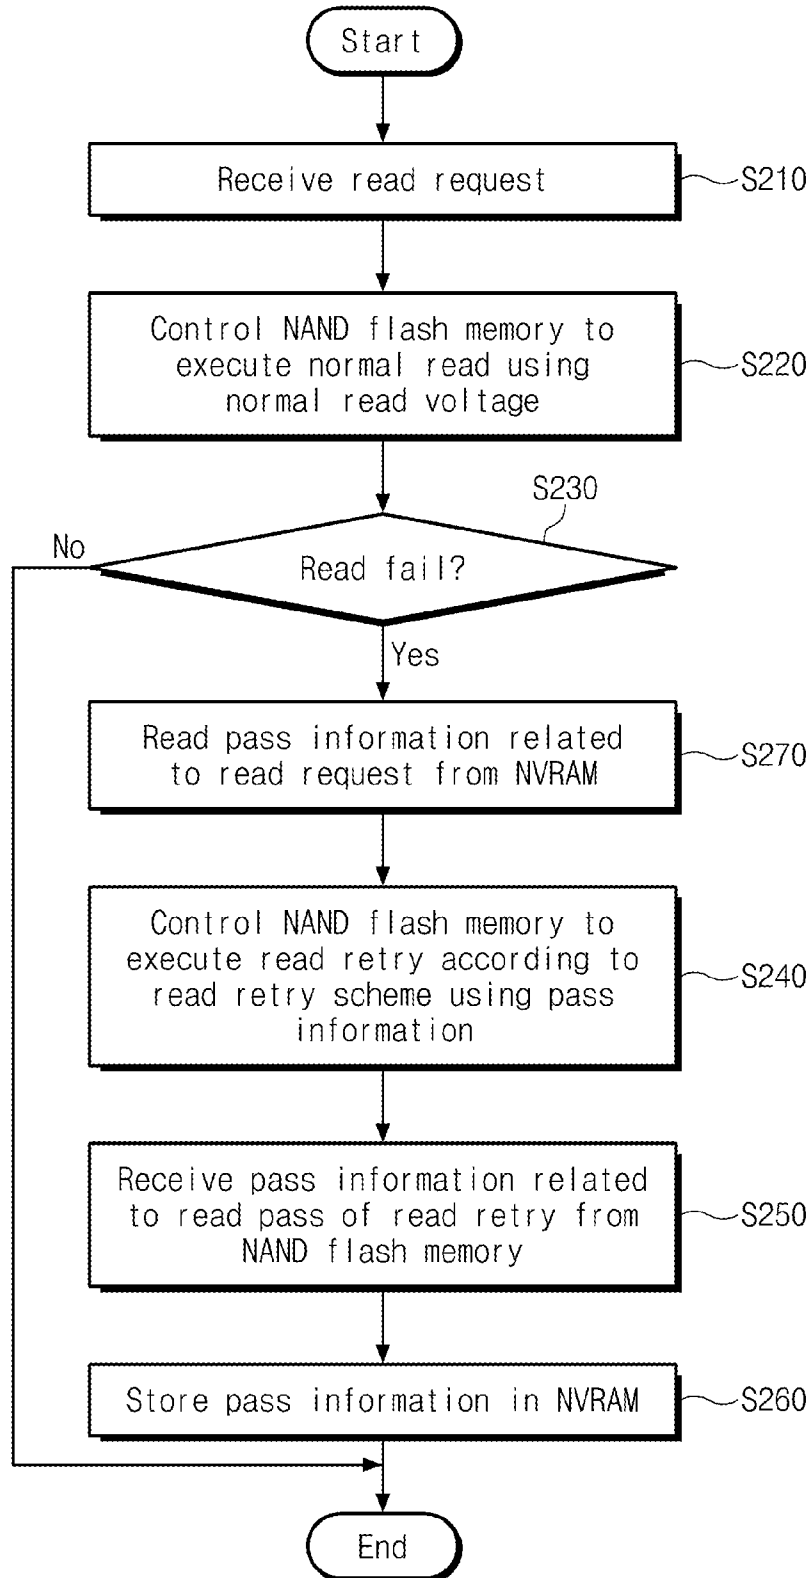 Start
Receive read request
S210
Control NAND flash memory to
execute normal read using
normal read voltage
S220
S230
No
Read fail?
Yes
Read pass information related
to read request from NVRAM
S270
Control NAND flash memory to
execute read retry according to
read retry scheme using pass
information
S240
Receive pass information related
to read pass of read retry from
NAND flash memory
S250
Store pass information in NVRAM
S260
End